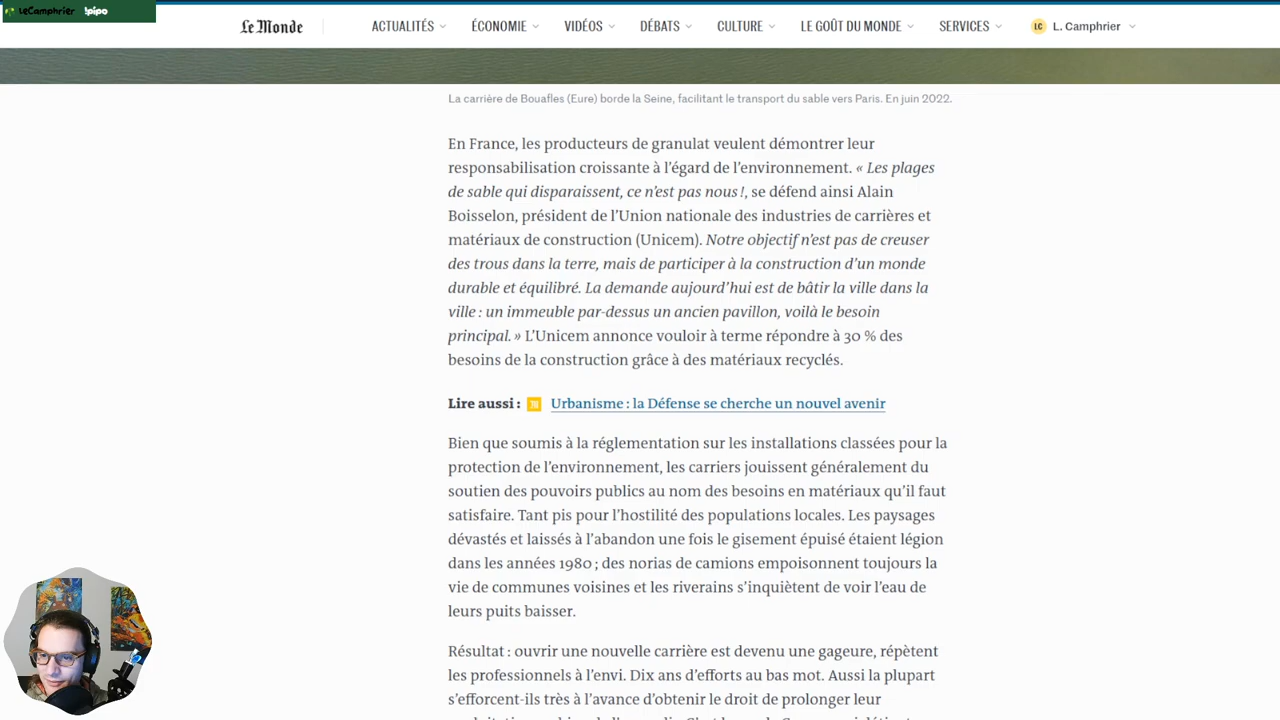 LeCamphrier !pipo
Le Monde
ACTUALITÉS ÉCONOMIE VIDÉOS DÉBATS CULTURE LE GOÛT DU MONDE SERVICES LC L. Camphrier
La carrière de Bouafles (Eure) borde la Seine, facilitant le transport du sable vers Paris. En juin 2022.
En France, les producteurs de granulat veulent démontrer leur
responsabilisation croissante à l’égard de l’environnement. « Les plages
de sable qui disparaissent, ce n’est pas nous !, se défend ainsi Alain
Boisselon, président de l’Union nationale des industries de carrières et
matériaux de construction (Unicem). Notre objectif n’est pas de creuser
des trous dans la terre, mais de participer à la construction d’un monde
durable et équilibré. La demande aujourd’hui est de bâtir la ville dans la
ville : un immeuble par-dessus un ancien pavillon, voilà le besoin
principal. » L’Unicem annonce vouloir à terme répondre à 30 % des
besoins de la construction grâce à des matériaux recyclés.
Lire aussi : Urbanisme : la Défense se cherche un nouvel avenir
Bien que soumis à la réglementation sur les installations classées pour la
protection de l’environnement, les carriers jouissent généralement du
soutien des pouvoirs publics au nom des besoins en matériaux qu’il faut
satisfaire. Tant pis pour l’hostilité des populations locales. Les paysages
dévastés et laissés à l’abandon une fois le gisement épuisé étaient légion
dans les années 1980 ; des norias de camions empoisonnent toujours la
vie de communes voisines et les riverains s’inquiètent de voir l’eau de
leurs puits baisser.
Résultat : ouvrir une nouvelle carrière est devenu une gageure, répètent
les professionnels à l’envi. Dix ans d’efforts au bas mot. Aussi la plupart
s’efforcent-ils très à l’avance d’obtenir le droit de prolonger leur